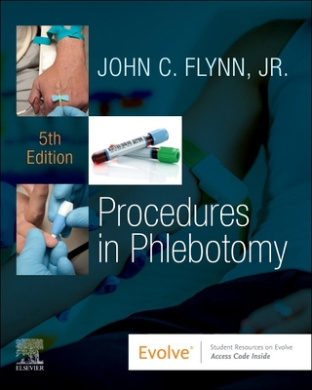 JOHN C. FLYNN, JR.
5th
Edition
Procedures
in Phlebotomy
ELSEVIER
Evolve®
Student Resources on Evolve
Access Code Inside